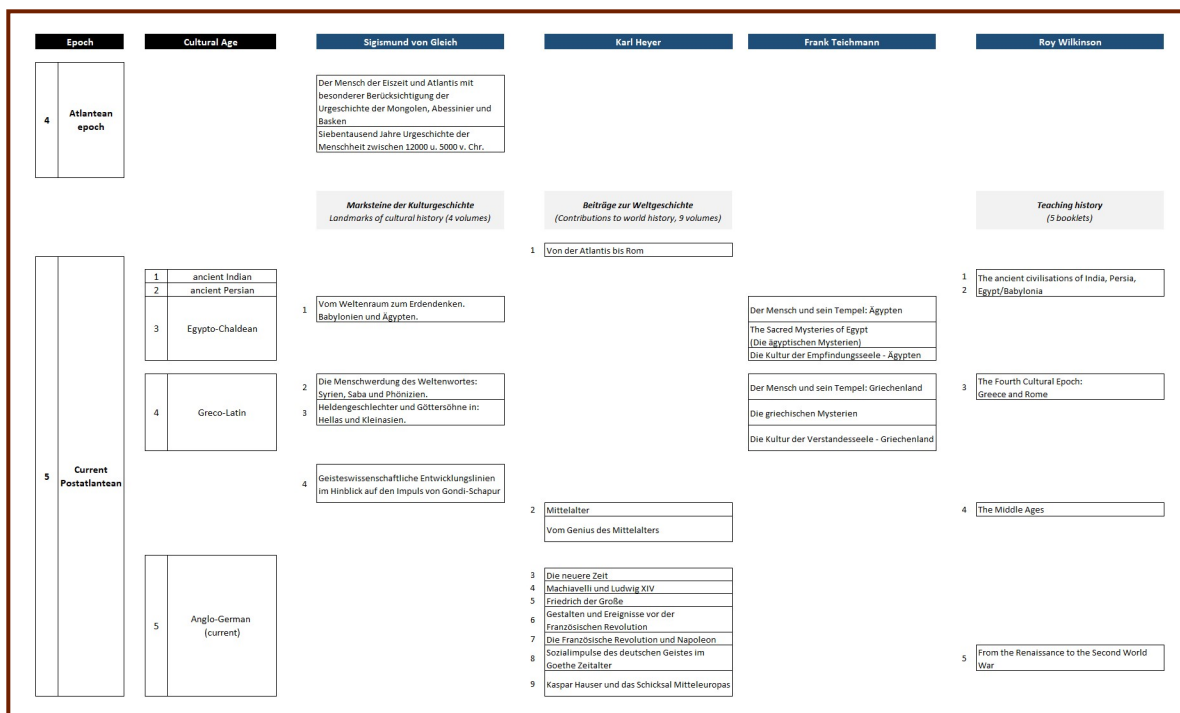 Epoch
Cultural Age
Sigismund von Gleich
Karl Heyer
Frank Teichmann
Roy Wilkinson
4
Atlantean
epoch
Der Mensch der Eiszeit und Atlantis mit
besonderer Berücksichtigung der
Urgeschichte der Mongolen, Abessinier und
Basken
Siebentausend Jahre Urgeschichte der
Menschheit zwischen 12000 u. 5000 v. Chr.
Marksteine der Kulturgeschichte
Landmarks of cultural history (4 volumes)
Beiträge zur Weltgeschichte
(Contributions to world history, 9 volumes)
Teaching history
(5 booklets)
1 Von der Atlantis bis Rom
5
Current
Postatlantean
1 ancient Indian
2 ancient Persian
3 Egypto-Chaldean
1
Vom Weltenraum zum Erdendenken.
Babylonien und Ägypten.
Der Mensch und sein Tempel: Ägypten
The Sacred Mysteries of Egypt
(Die ägyptischen Mysterien)
Die Kultur der Empfindungsseele - Ägypten
1 The ancient civilisations of India, Persia,
2 Egypt/Babylonia
4 Greco-Latin
2
Die Menschwerdung des Weltenwortes:
Syrien, Saba und Phönizien.
3
Heldengeschlechter und Göttersöhne in:
Hellas und Kleinasien.
Der Mensch und sein Tempel: Griechenland
Die griechischen Mysterien
Die Kultur der Verstandesseele - Griechenland
3
The Fourth Cultural Epoch:
Greece and Rome
4
Geisteswissenschaftliche Entwicklungslinien
im Hinblick auf den Impuls von Gondi-Schapur
2 Mittelalter
Vom Genius des Mittelalters
4 The Middle Ages
5
Anglo-German
(current)
3 Die neuere Zeit
4 Machiavelli und Ludwig XIV
5 Friedrich der Große
6
Gestalten und Ereignisse vor der
Französischen Revolution
7 Die Französische Revolution und Napoleon
8
Sozialimpulse des deutschen Geistes im
Goethe Zeitalter
9 Kaspar Hauser und das Schicksal Mitteleuropas
5
From the Renaissance to the Second World
War